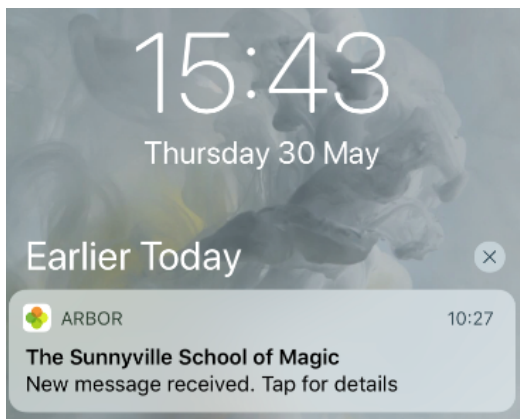 15:43
Thursday 30 May
Earlier Today
ARBOR 10:27
The Sunnyville School of Magic
New message received. Tap for details